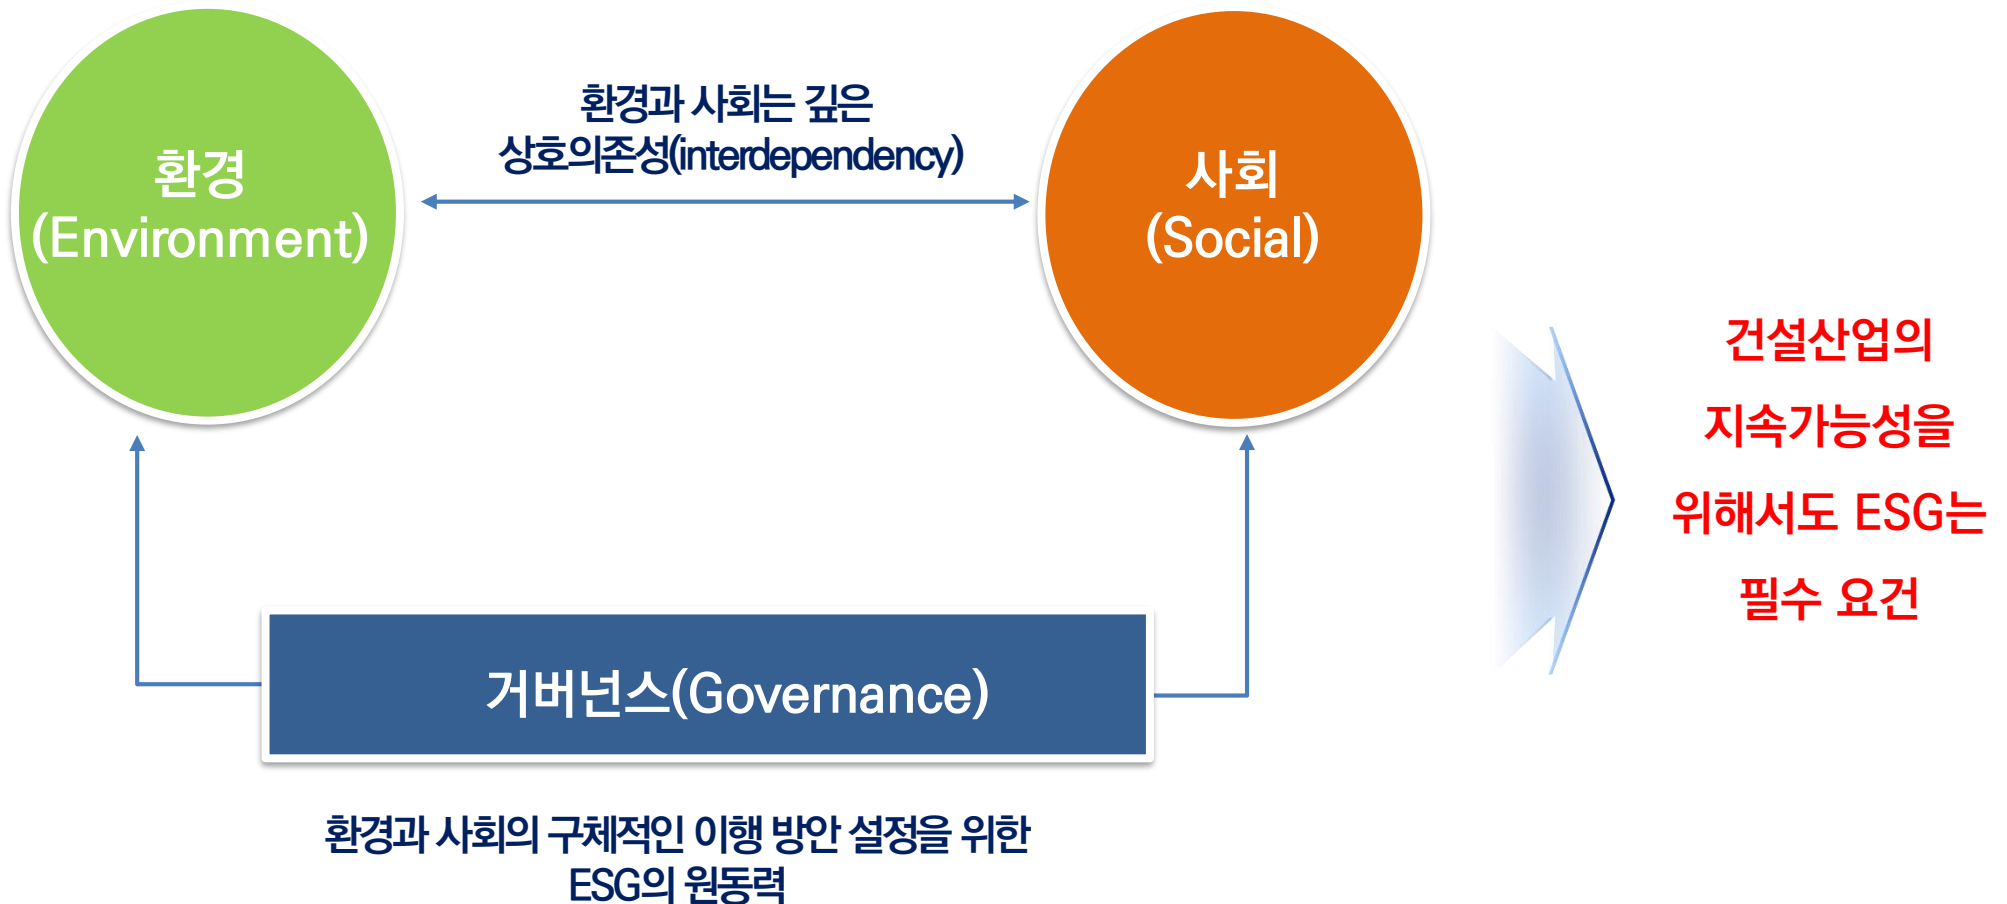 환경
(Environment)
환경과 사회는 깊은
상호의존성(interdependency)
사회
(Social)
거버넌스(Governance)
환경과 사회의 구체적인 이행 방안 설정을 위한
ESG의 원동력
건설산업의
지속가능성을
위해서도 ESG는
필수 요건